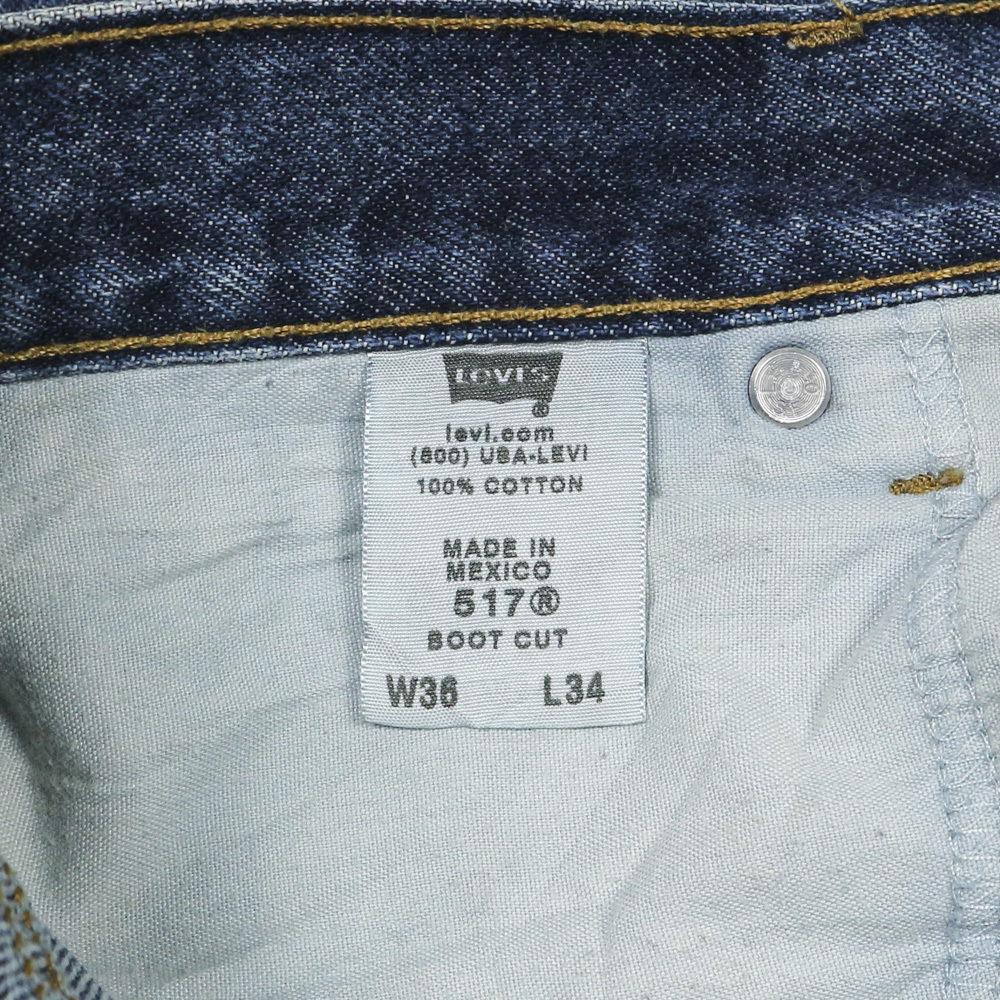 LEVI'S
®
levi.com
(800) USA-LEVI
100% COTTON
MADE IN
MEXICO
517®
BOOT CUT
W36 L34